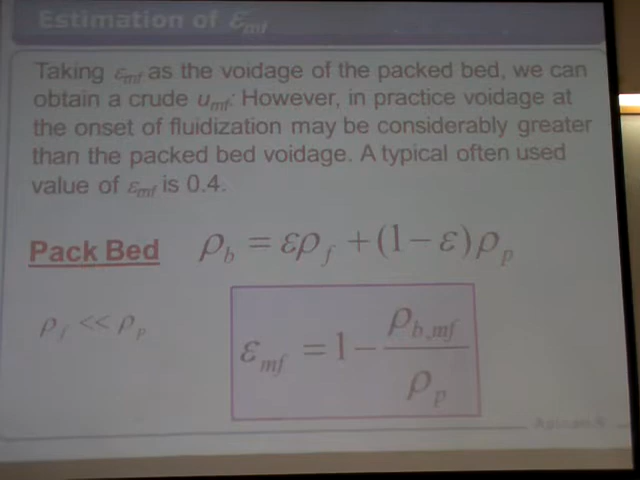 Estimation of εmf
Taking εmf as the voidage of the packed bed, we can
obtain a crude umf. However, in practice voidage at
the onset of fluidization may be considerably greater
than the packed bed voidage. A typical often used
value of εmf is 0.4.
Pack Bed ρb = ερf + (1 − ε)ρp
ρf << ρp
εmf = 1 − ρb,mf / ρp